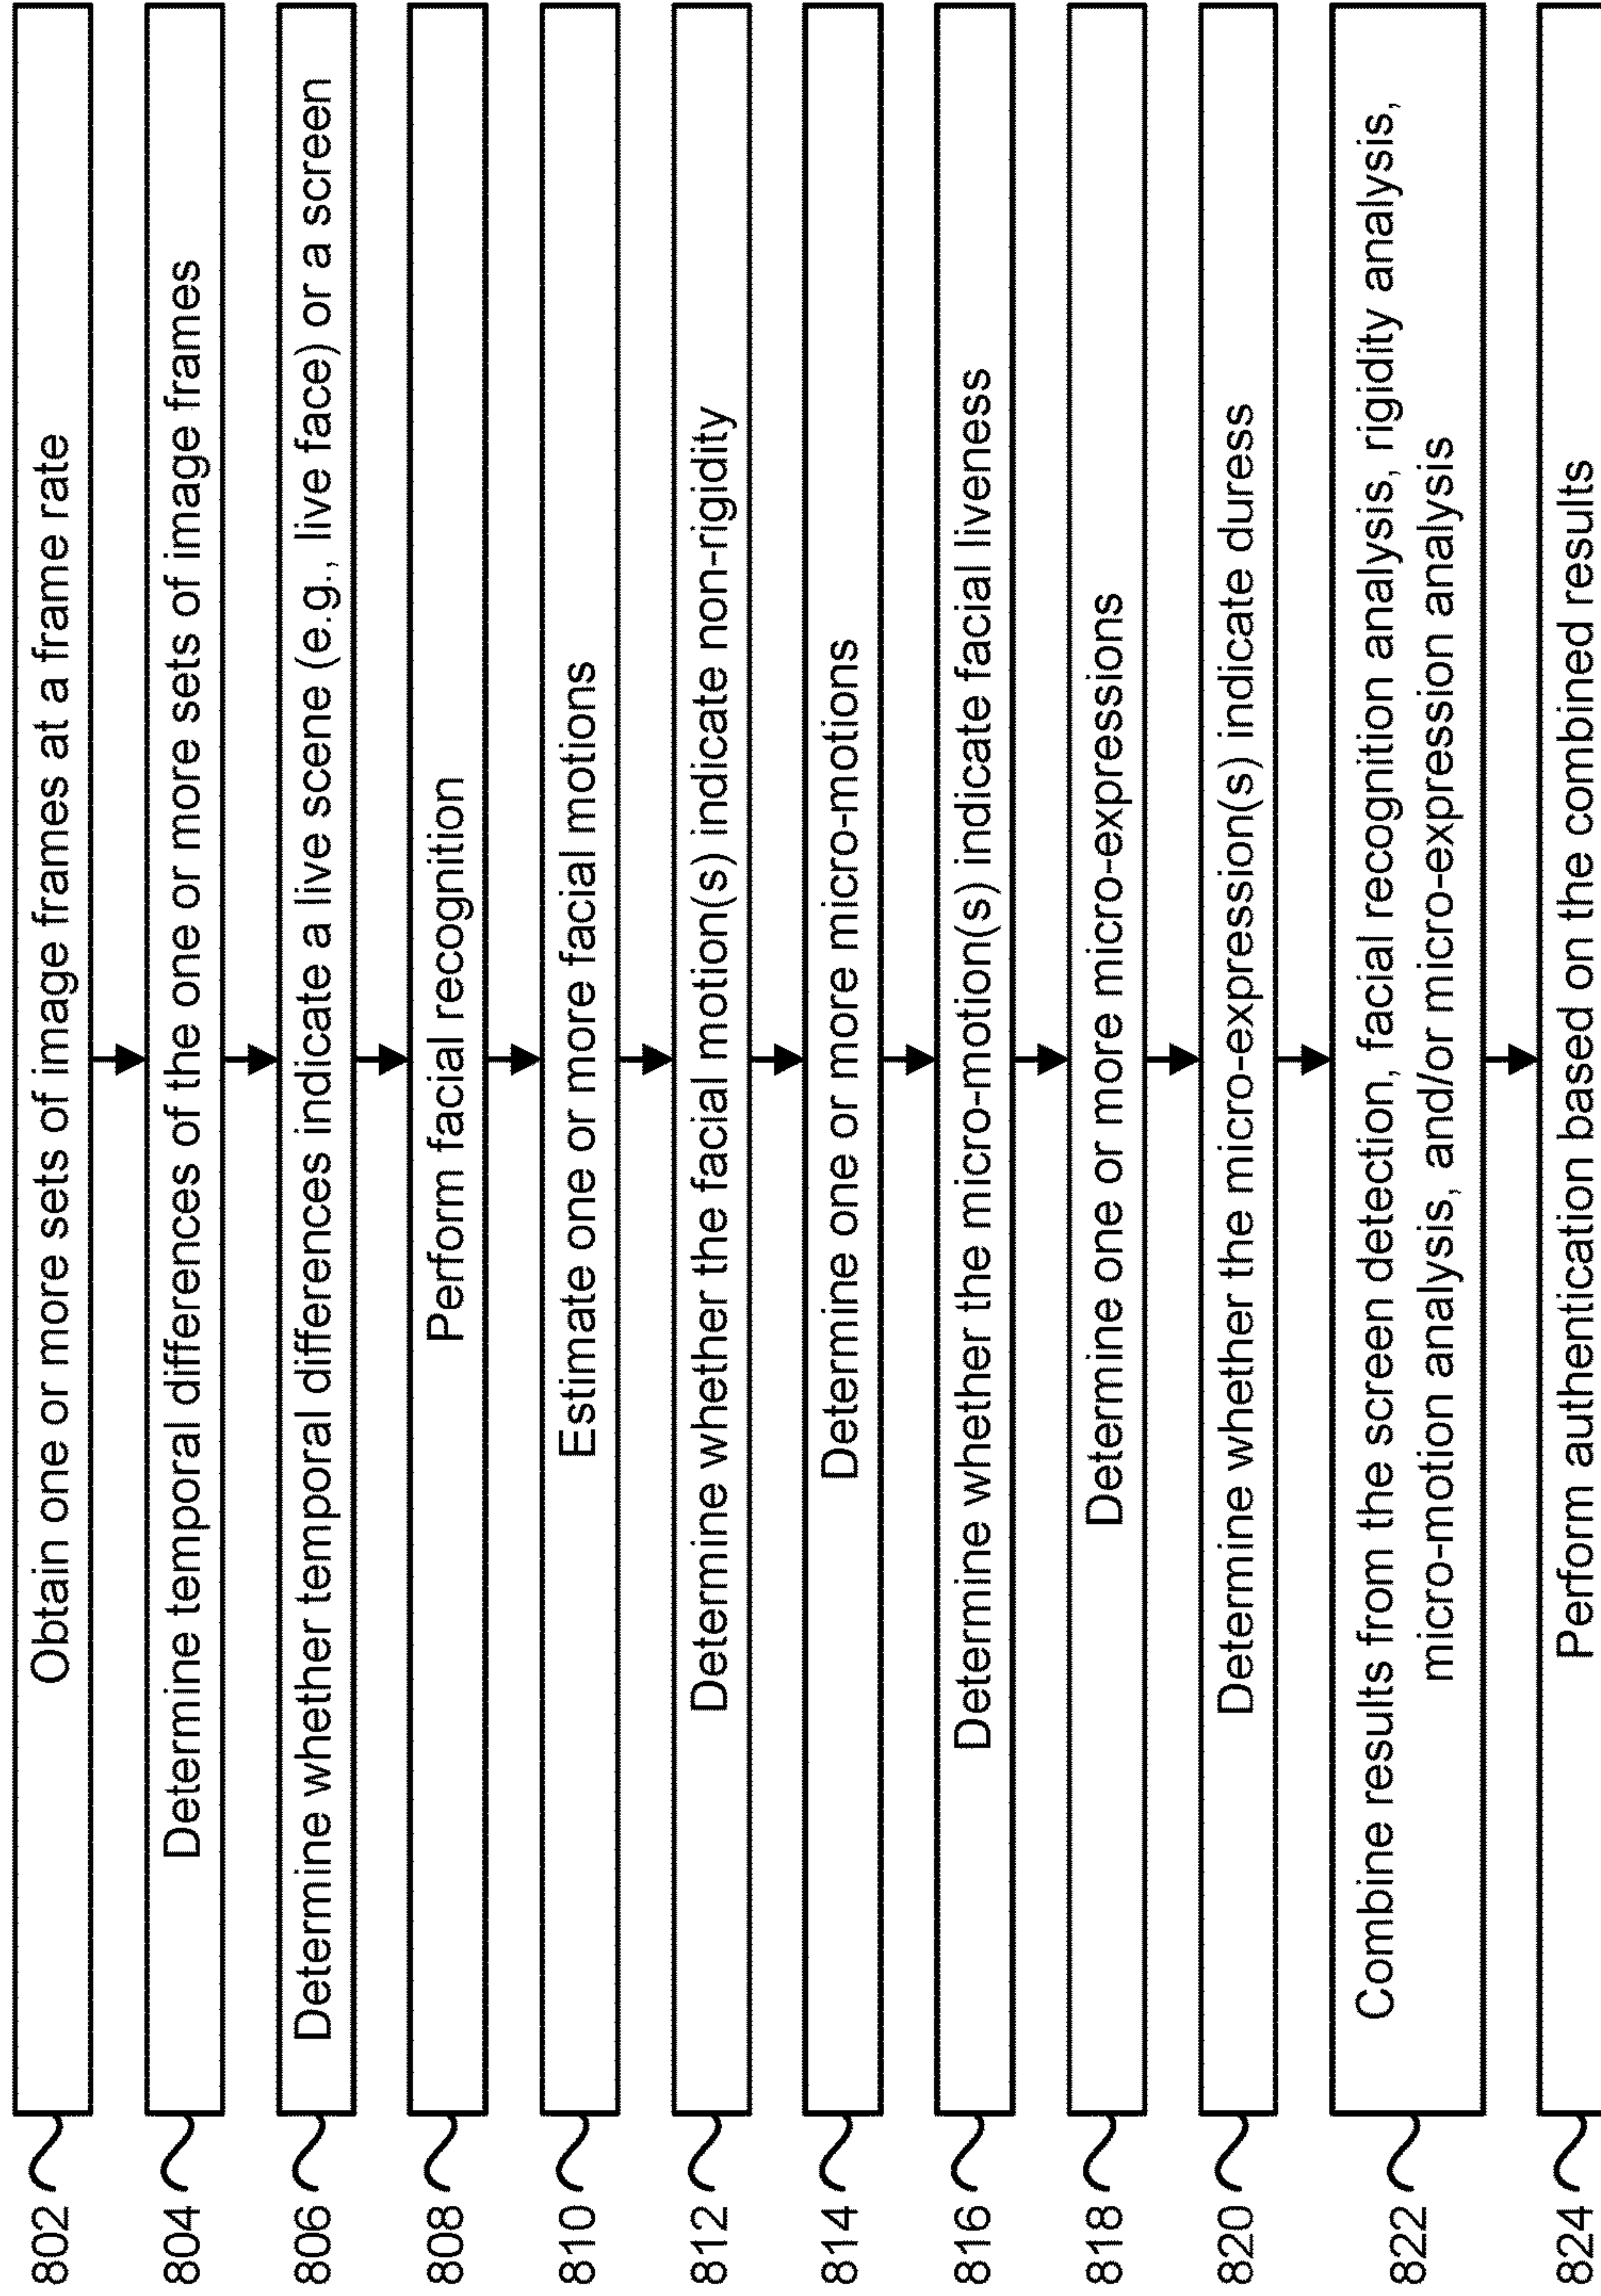 802 Obtain one or more sets of image frames at a frame rate
804 Determine temporal differences of the one or more sets of image frames
806 Determine whether temporal differences indicate a live scene (e.g., live face) or a screen
808 Perform facial recognition
810 Estimate one or more facial motions
812 Determine whether the facial motion(s) indicate non-rigidity
814 Determine one or more micro-motions
816 Determine whether the micro-motion(s) indicate facial liveness
818 Determine one or more micro-expressions
820 Determine whether the micro-expression(s) indicate duress
822 Combine results from the screen detection, facial recognition analysis, rigidity analysis,
micro-motion analysis, and/or micro-expression analysis
824 Perform authentication based on the combined results